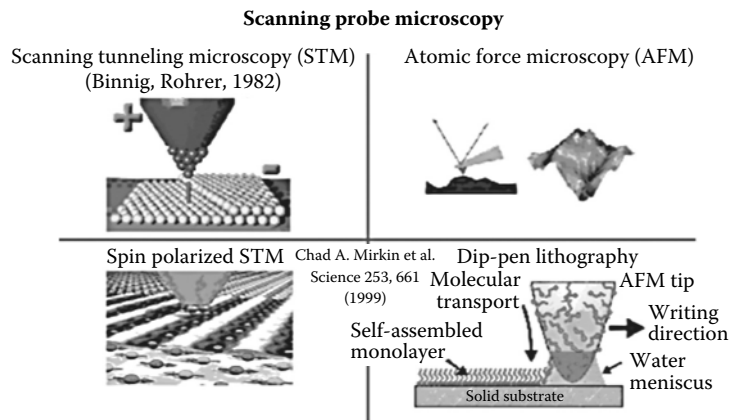 Scanning probe microscopy
Scanning tunneling microscopy (STM)
(Binnig, Rohrer, 1982)
Atomic force microscopy (AFM)
Spin polarized STM
Chad A. Mirkin et al.
Science 253, 661
(1999)
Dip-pen lithography
Molecular
transport
AFM tip
Writing
direction
Self-assembled
monolayer
Water
meniscus
Solid substrate